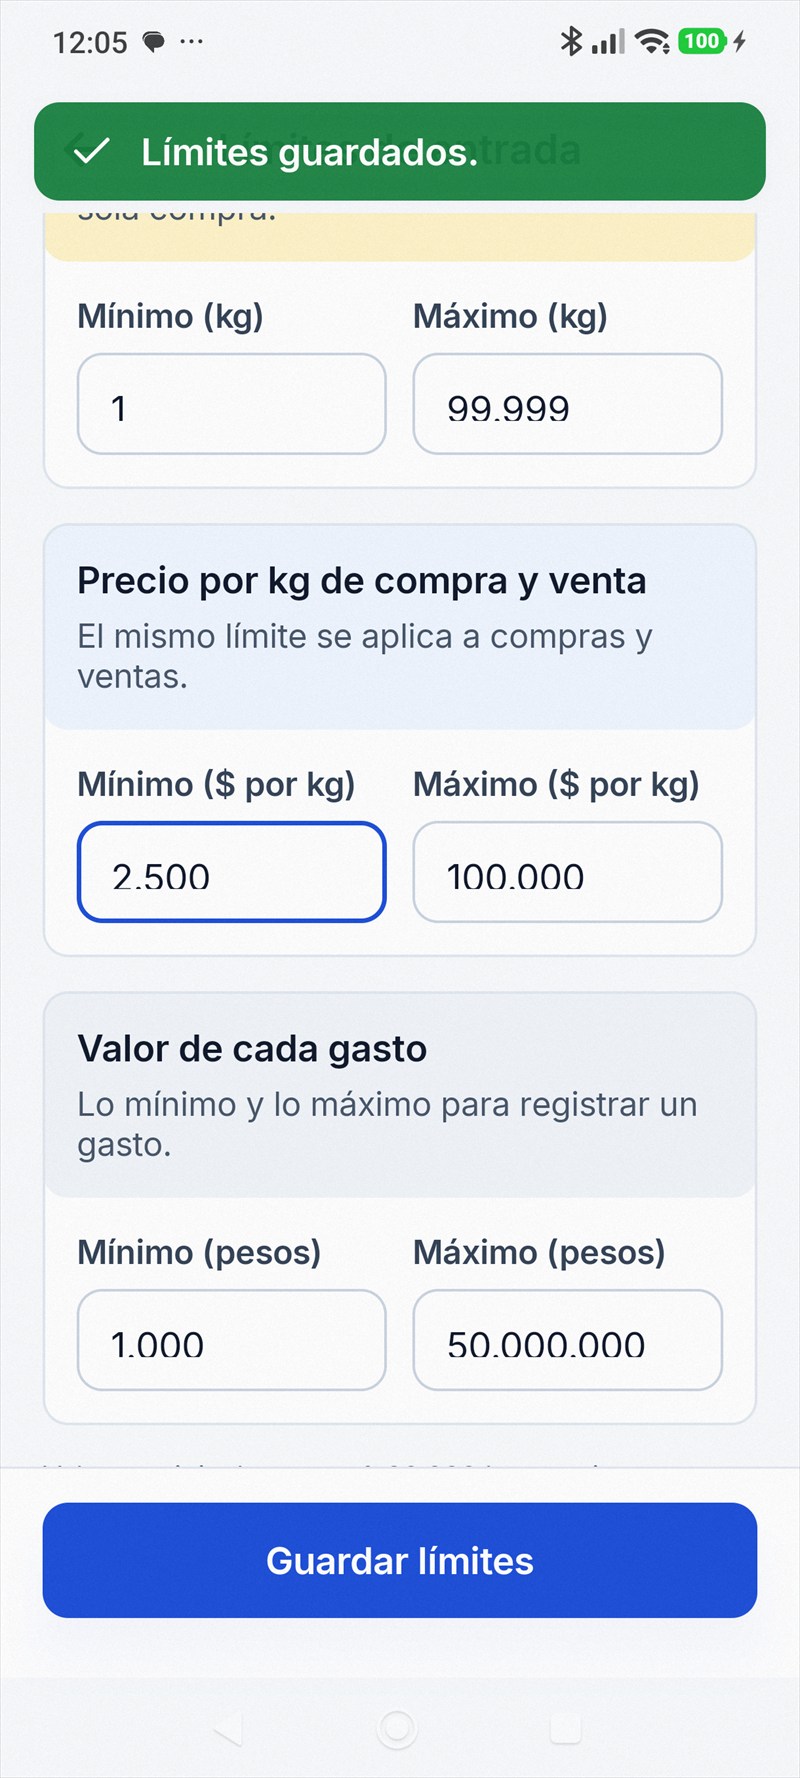 12:05
100
Límites guardados.
sola compra.
Mínimo (kg)
Máximo (kg)
1
99.999
Precio por kg de compra y venta
El mismo límite se aplica a compras y
ventas.
Mínimo ($ por kg)
Máximo ($ por kg)
2.500
100.000
Valor de cada gasto
Lo mínimo y lo máximo para registrar un
gasto.
Mínimo (pesos)
Máximo (pesos)
1.000
50.000.000
Guardar límites